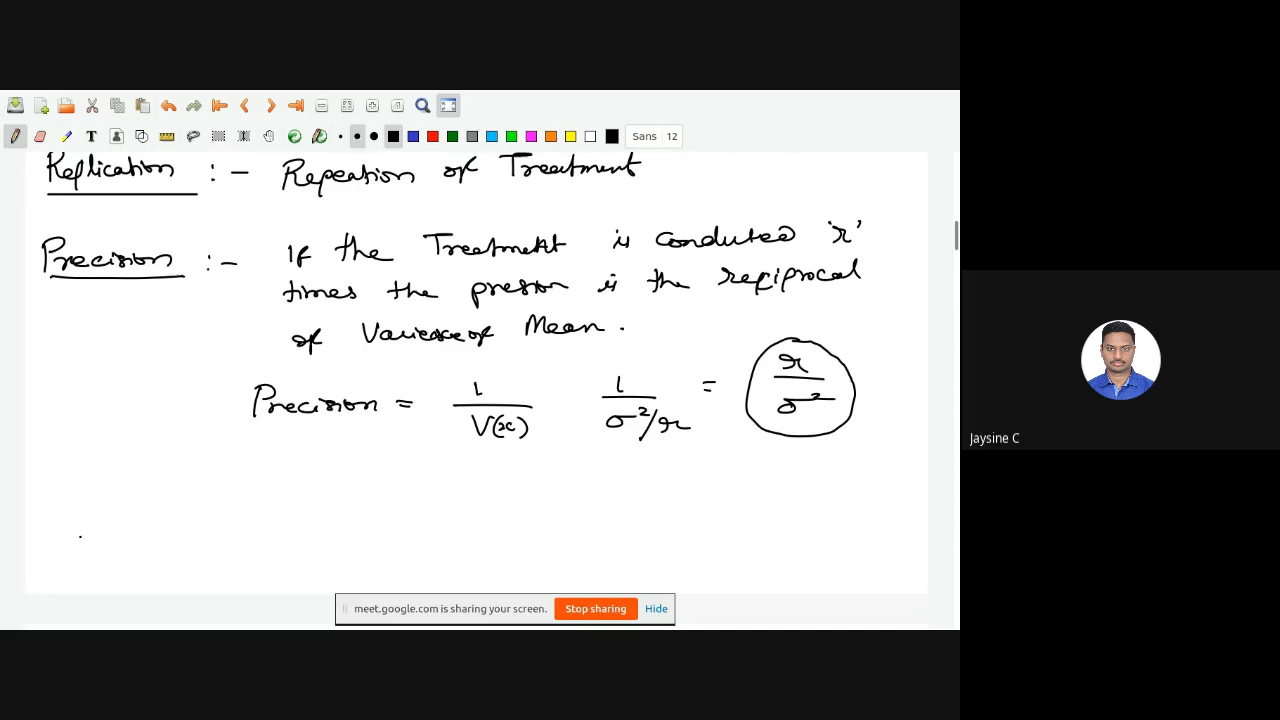 Sans 12
Replication :- Repeation of Treatment
Precision :- If the Treatment is conducted 'r'
times the presion is the reciprocal
of Variance of Mean.
Precision = 1/V(x) 1/σ²/r = r/σ²
Jaysine C
meet.google.com is sharing your screen. Stop sharing Hide